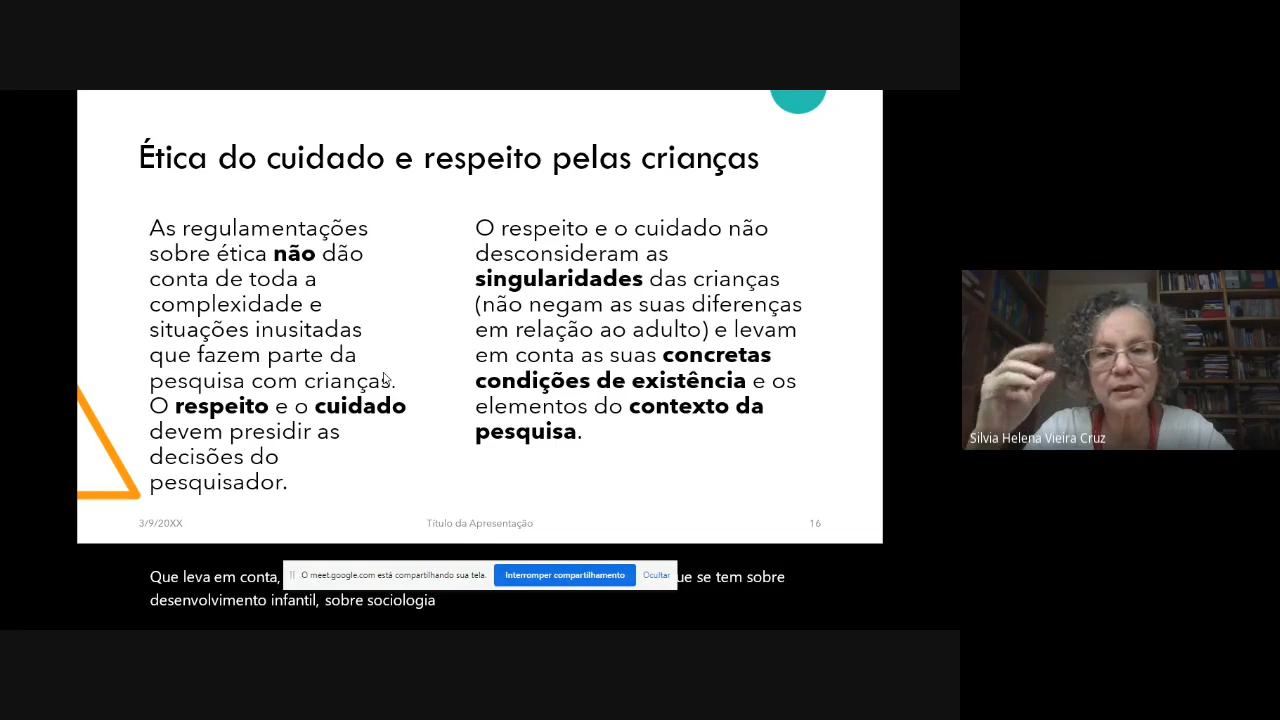 Ética do cuidado e respeito pelas crianças
As regulamentações
sobre ética não dão
conta de toda a
complexidade e
situações inusitadas
que fazem parte da
pesquisa com crianças.
O respeito e o cuidado
devem presidir as
decisões do
pesquisador.
O respeito e o cuidado não
desconsideram as
singularidades das crianças
(não negam as suas diferenças
em relação ao adulto) e levam
em conta as suas concretas
condições de existência e os
elementos do contexto da
pesquisa.
3/9/20XX
Título da Apresentação
16
Silvia Helena Vieira Cruz
Que leva em conta, ue se tem sobre
desenvolvimento infantil, sobre sociologia
O meet.google.com está compartilhando sua tela.
Interromper compartilhamento
Ocultar